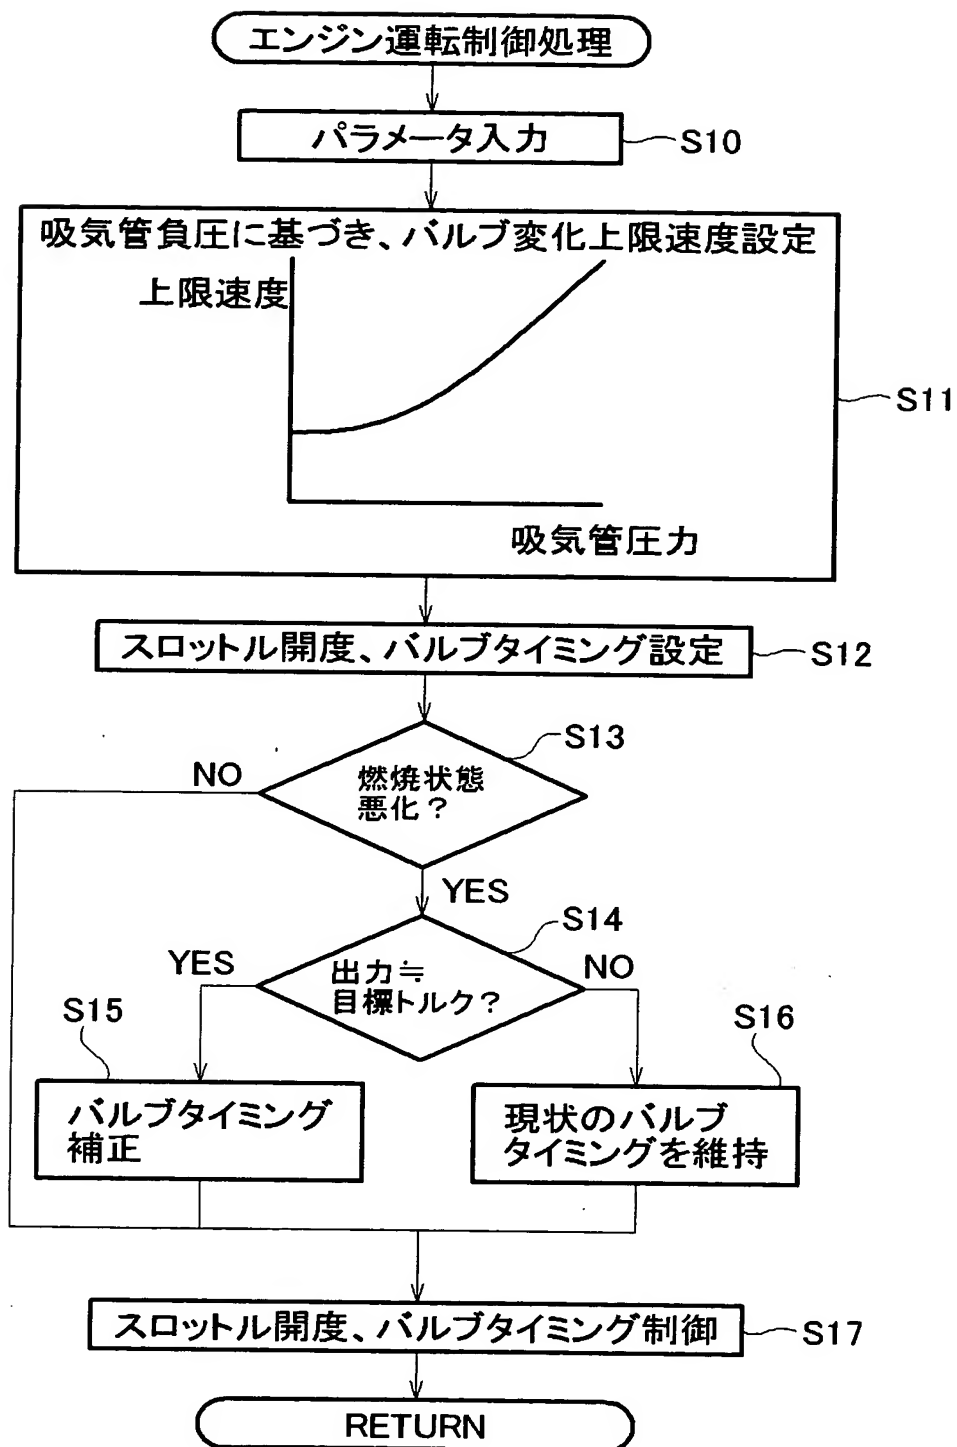 エンジン運転制御処理
パラメータ入力
S10
吸気管負圧に基づき、バルブ変化上限速度設定
上限速度
S11
吸気管圧力
スロットル開度、バルブタイミング設定
S12
S13
NO
燃焼状態
悪化？
YES
S14
YES
出力≒
目標トルク？
NO
S15
S16
バルブタイミング
補正
現状のバルブ
タイミングを維持
スロットル開度、バルブタイミング制御
S17
RETURN